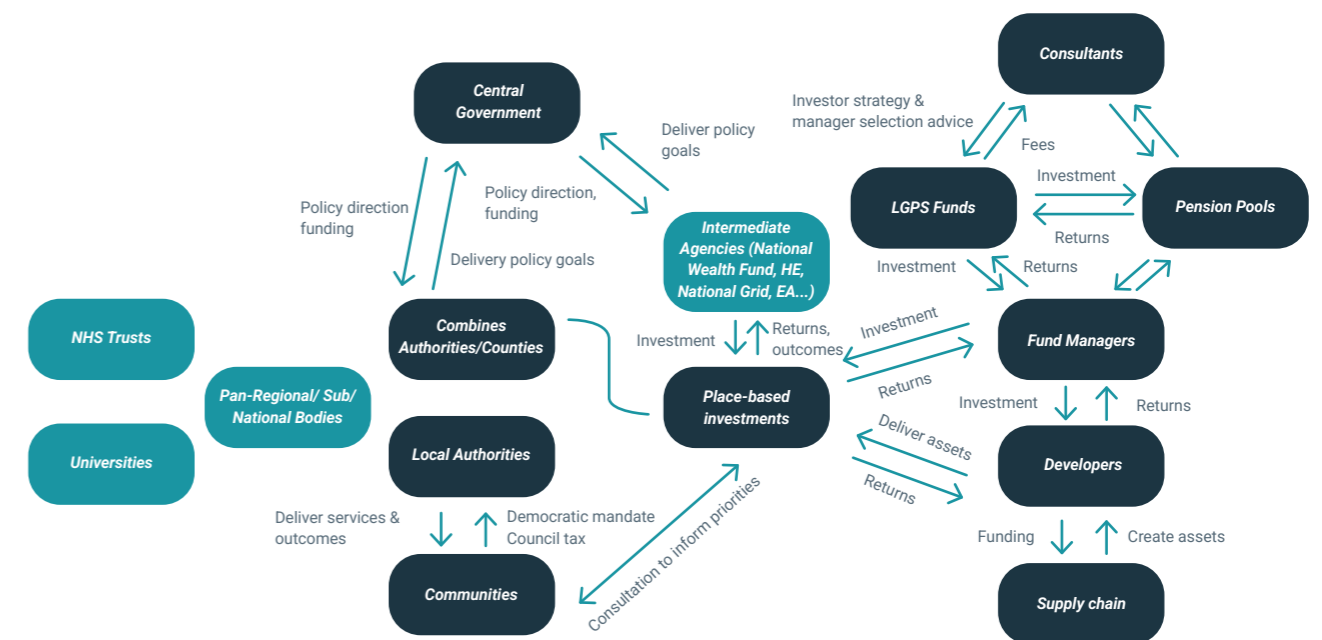 Consultants
Central
Government
Investor strategy &
manager selection advice
Deliver policy
goals
Fees
Investment
Policy direction
funding
Policy direction,
funding
LGPS Funds
Pension Pools
Intermediate
Agencies (National
Wealth Fund, HE,
National Grid, EA...)
Returns
Delivery policy goals
Investment
Returns
NHS Trusts
Combines
Authorities/Counties
Investment
Returns,
outcomes
Investment
Fund Managers
Pan-Regional/ Sub/
National Bodies
Place-based
investments
Returns
Investment
Returns
Universities
Local Authorities
Deliver assets
Returns
Developers
Deliver services &
outcomes
Democratic mandate
Council tax
Consultation to inform priorities
Funding
Create assets
Communities
Supply chain